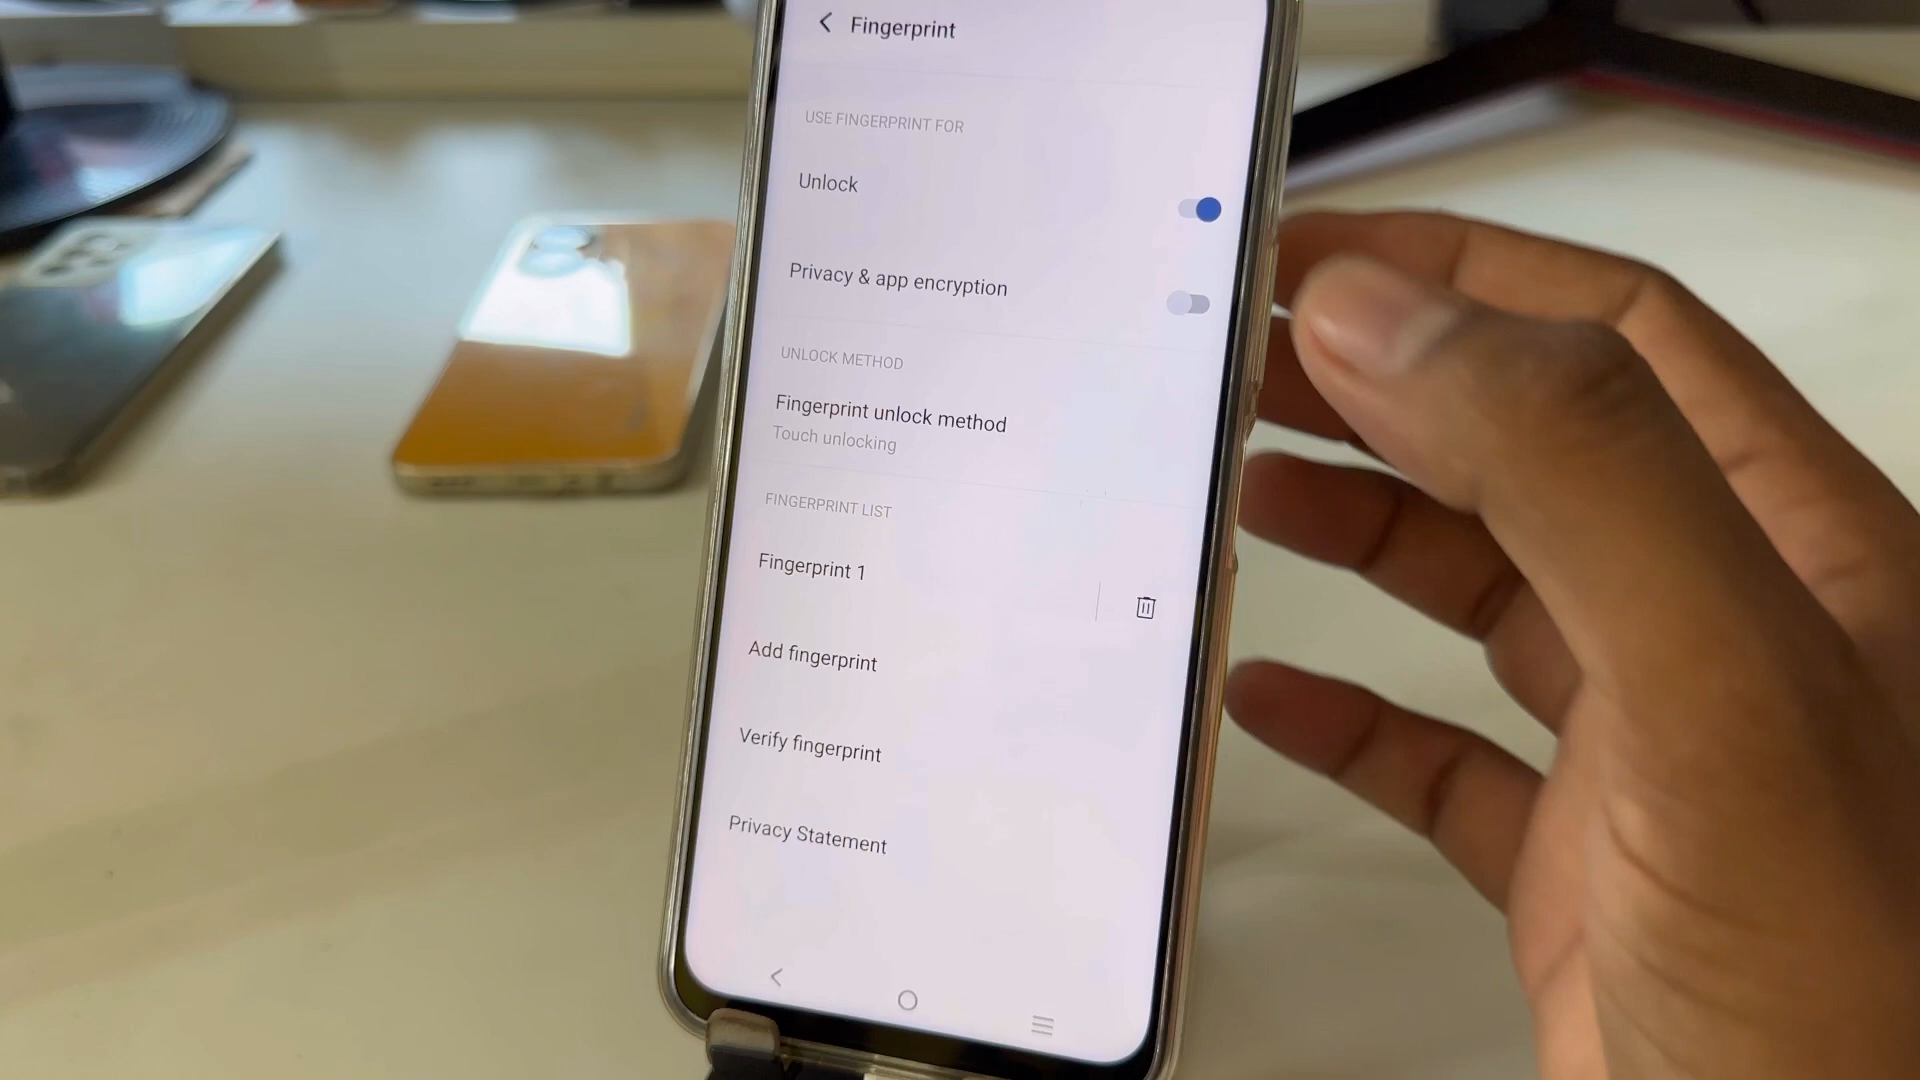 Fingerprint
USE FINGERPRINT FOR
Unlock
Privacy & app encryption
UNLOCK METHOD
Fingerprint unlock method
Touch unlocking
FINGERPRINT LIST
Fingerprint 1
Add fingerprint
Verify fingerprint
Privacy Statement